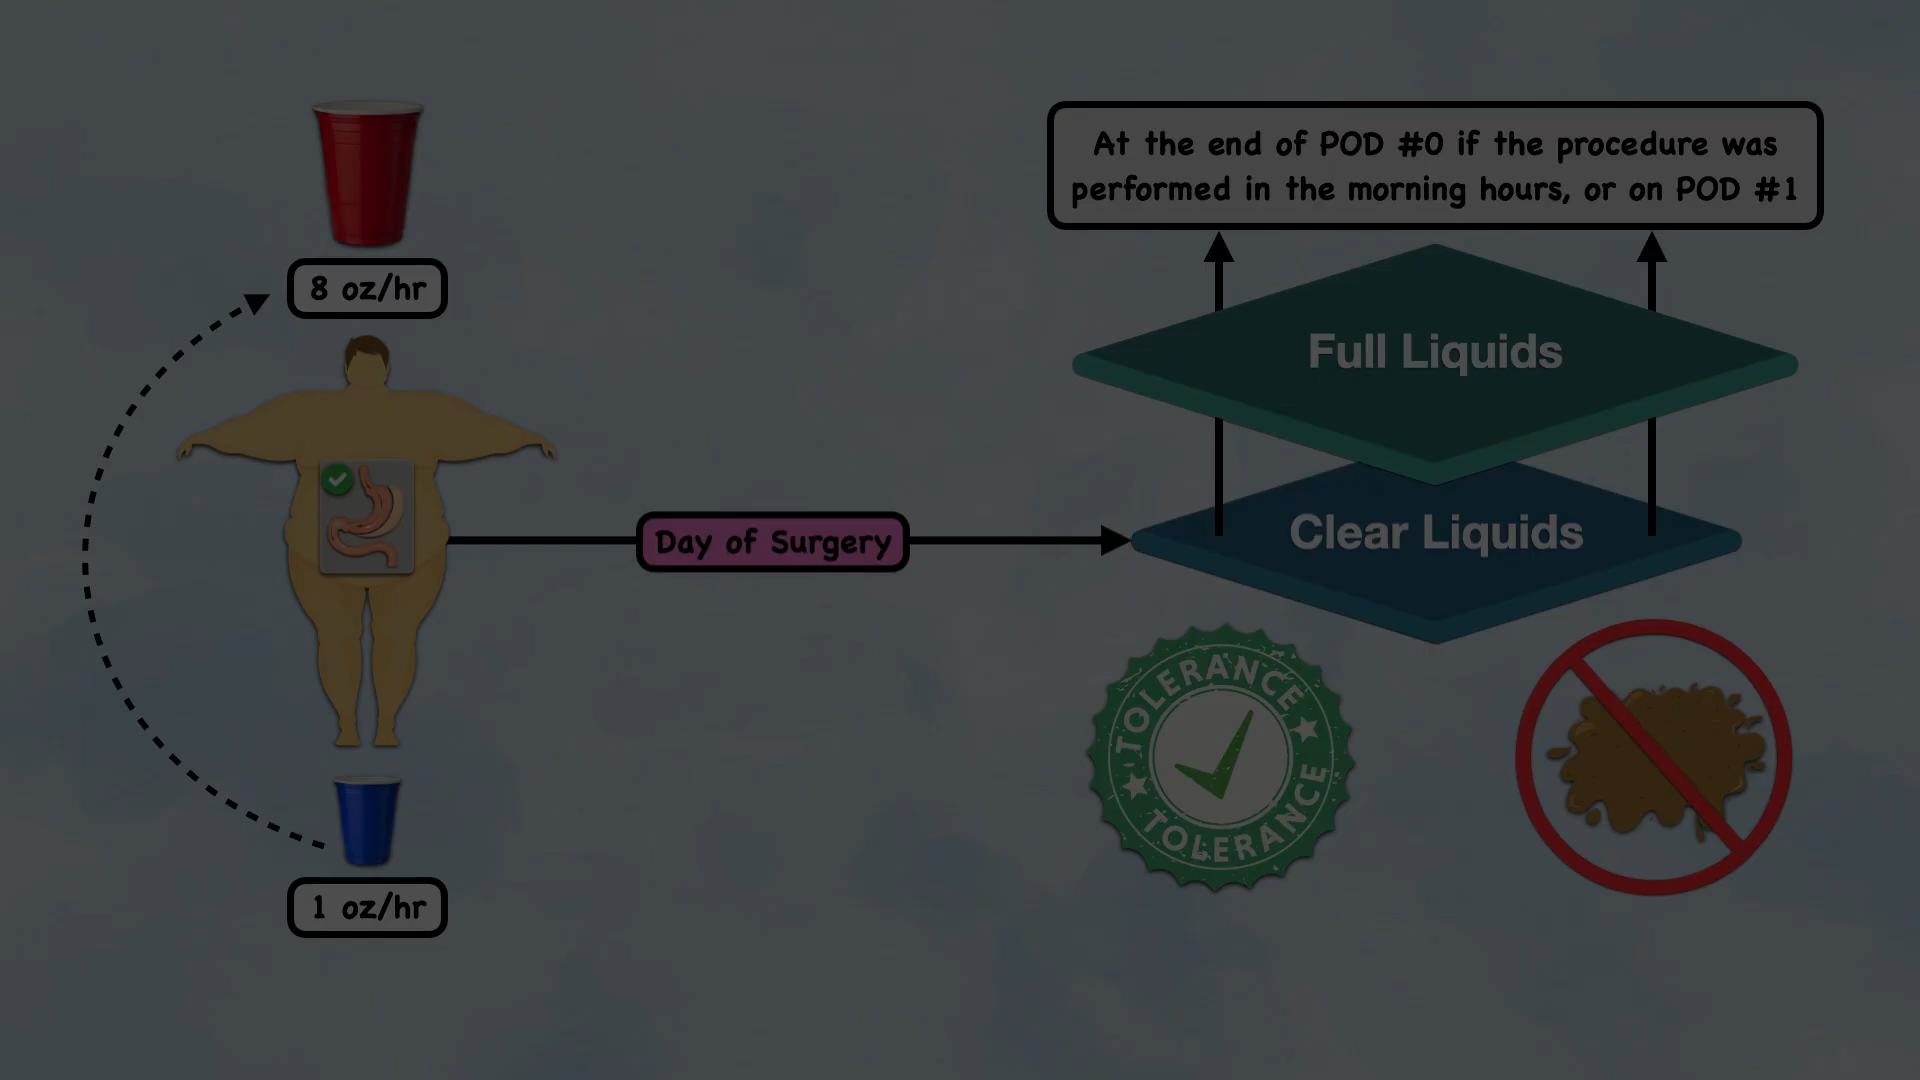 8 oz/hr
1 oz/hr
Day of Surgery
At the end of POD #0 if the procedure was
performed in the morning hours, or on POD #1
Full Liquids
Clear Liquids
TOLERANCE
TOLERANCE